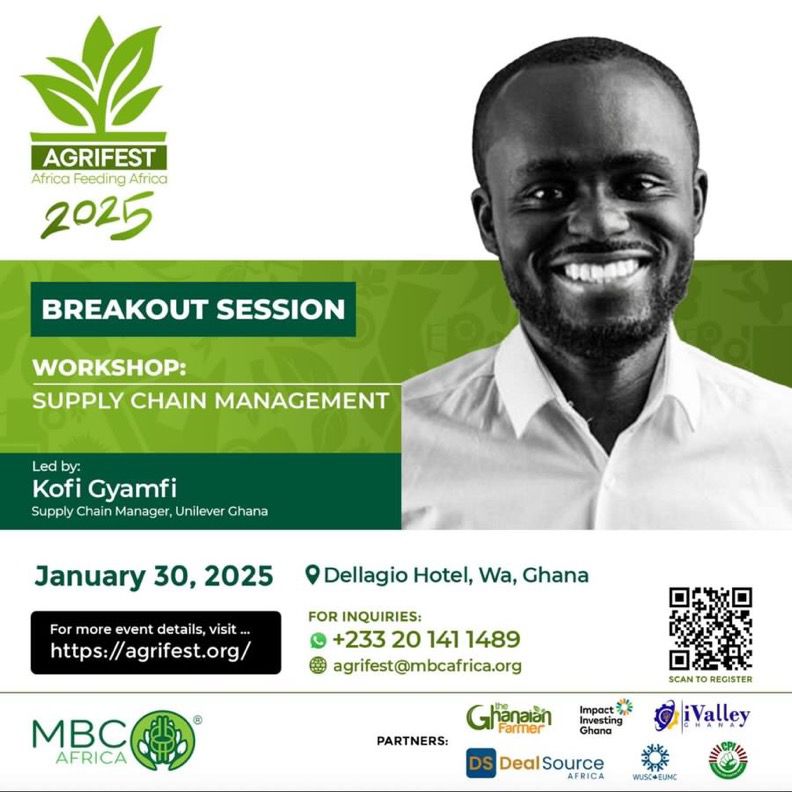 AGRIFEST
Africa Feeding Africa
2025
BREAKOUT SESSION
WORKSHOP:
SUPPLY CHAIN MANAGEMENT
Led by:
Kofi Gyamfi
Supply Chain Manager, Unilever Ghana
January 30, 2025
Dellagio Hotel, Wa, Ghana
For more event details, visit ...
https://agrifest.org/
FOR INQUIRIES:
+233 20 141 1489
agrifest@mbcafrica.org
SCAN TO REGISTER
MBC
AFRICA
®
PARTNERS:
the
Ghanaian
Farmer
Impact
Investing
Ghana
iValley
GHANA
DS DealSource
AFRICA
WUSC EUMC
CPI